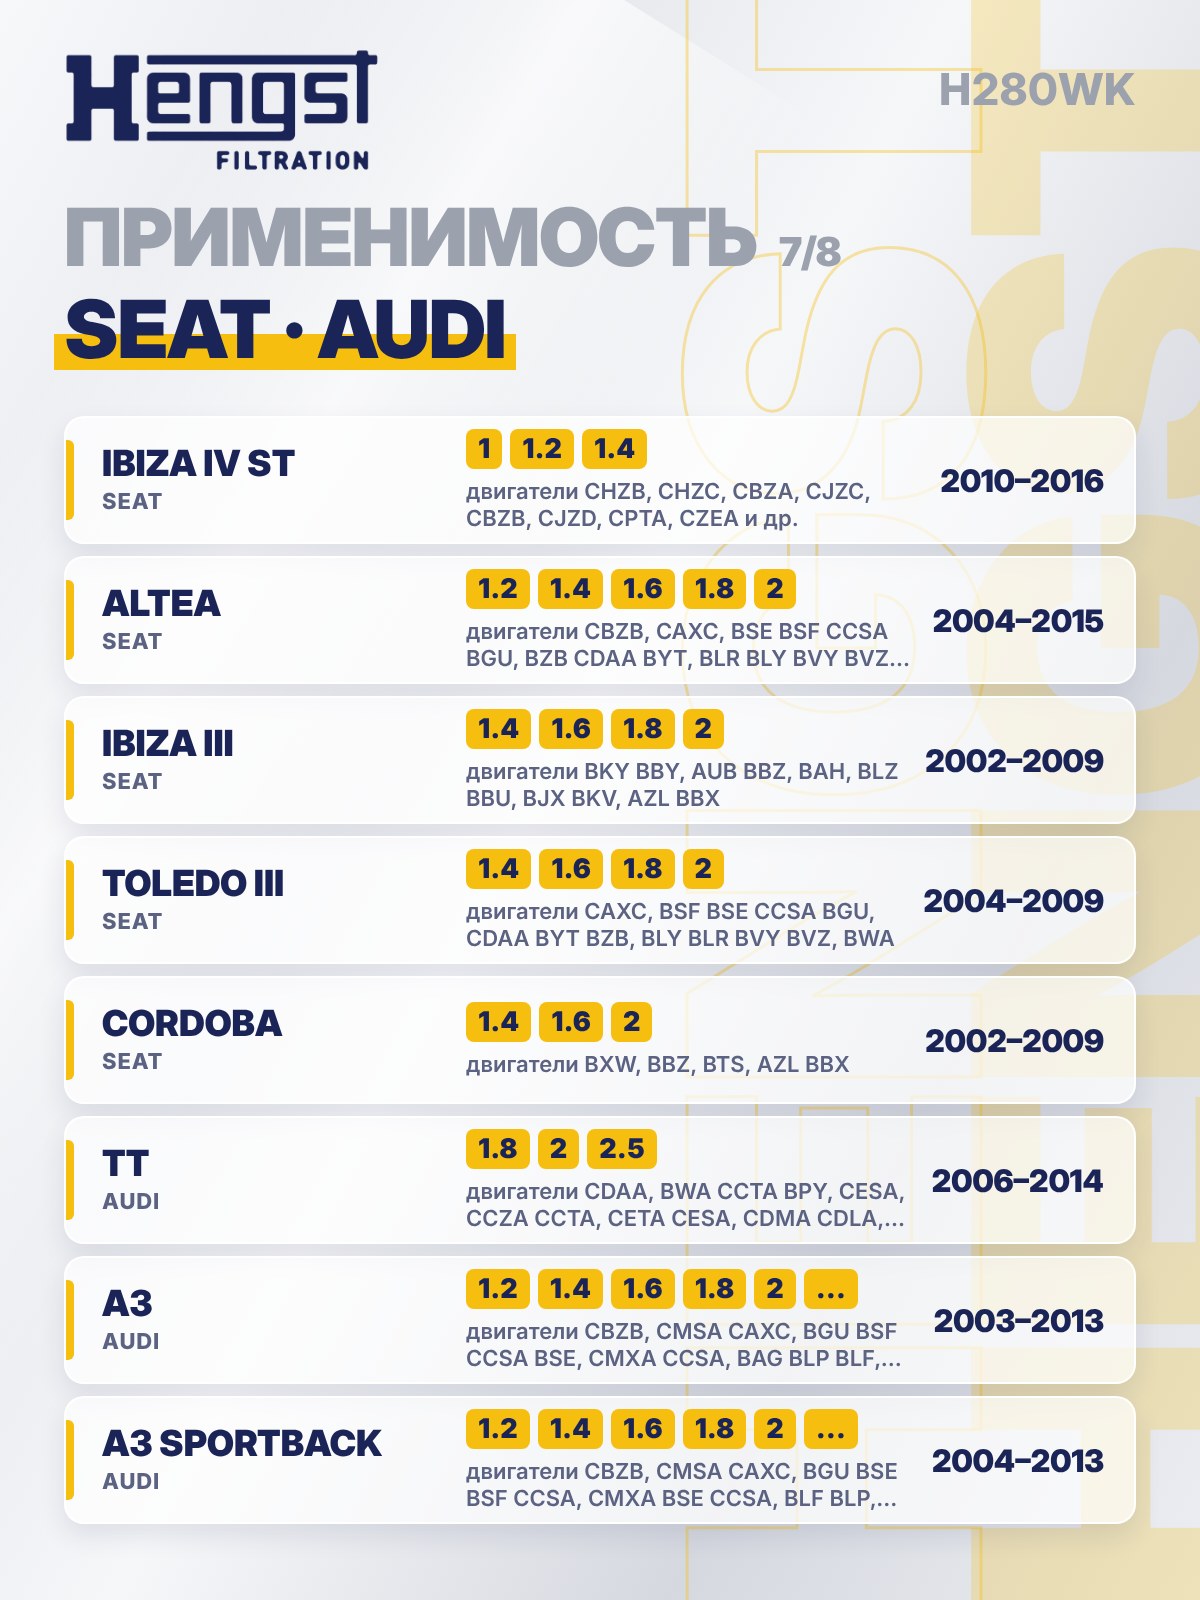 Hengst
FILTRATION
H280WK
ПРИМЕНИМОСТЬ 7/8
SEAT · AUDI
IBIZA IV ST
SEAT
1 1.2 1.4
двигатели CHZB, CHZC, CBZA, CJZC,
CBZB, CJZD, CPTA, CZEA и др.
2010–2016
ALTEA
SEAT
1.2 1.4 1.6 1.8 2
двигатели CBZB, CAXC, BSE BSF CCSA
BGU, BZB CDAA BYT, BLR BLY BVY BVZ...
2004–2015
IBIZA III
SEAT
1.4 1.6 1.8 2
двигатели BKY BBY, AUB BBZ, BAH, BLZ
BBU, BJX BKV, AZL BBX
2002–2009
TOLEDO III
SEAT
1.4 1.6 1.8 2
двигатели CAXC, BSF BSE CCSA BGU,
CDAA BYT BZB, BLY BLR BVY BVZ, BWA
2004–2009
CORDOBA
SEAT
1.4 1.6 2
двигатели BXW, BBZ, BTS, AZL BBX
2002–2009
TT
AUDI
1.8 2 2.5
двигатели CDAA, BWA CCTA BPY, CESA,
CCZA CCTA, CETA CESA, CDMA CDLA,...
2006–2014
A3
AUDI
1.2 1.4 1.6 1.8 2 ...
двигатели CBZB, CMSA CAXC, BGU BSF
CCSA BSE, CMXA CCSA, BAG BLP BLF,...
2003–2013
A3 SPORTBACK
AUDI
1.2 1.4 1.6 1.8 2 ...
двигатели CBZB, CMSA CAXC, BGU BSE
BSF CCSA, CMXA BSE CCSA, BLF BLP,...
2004–2013
HENGST
HENGST